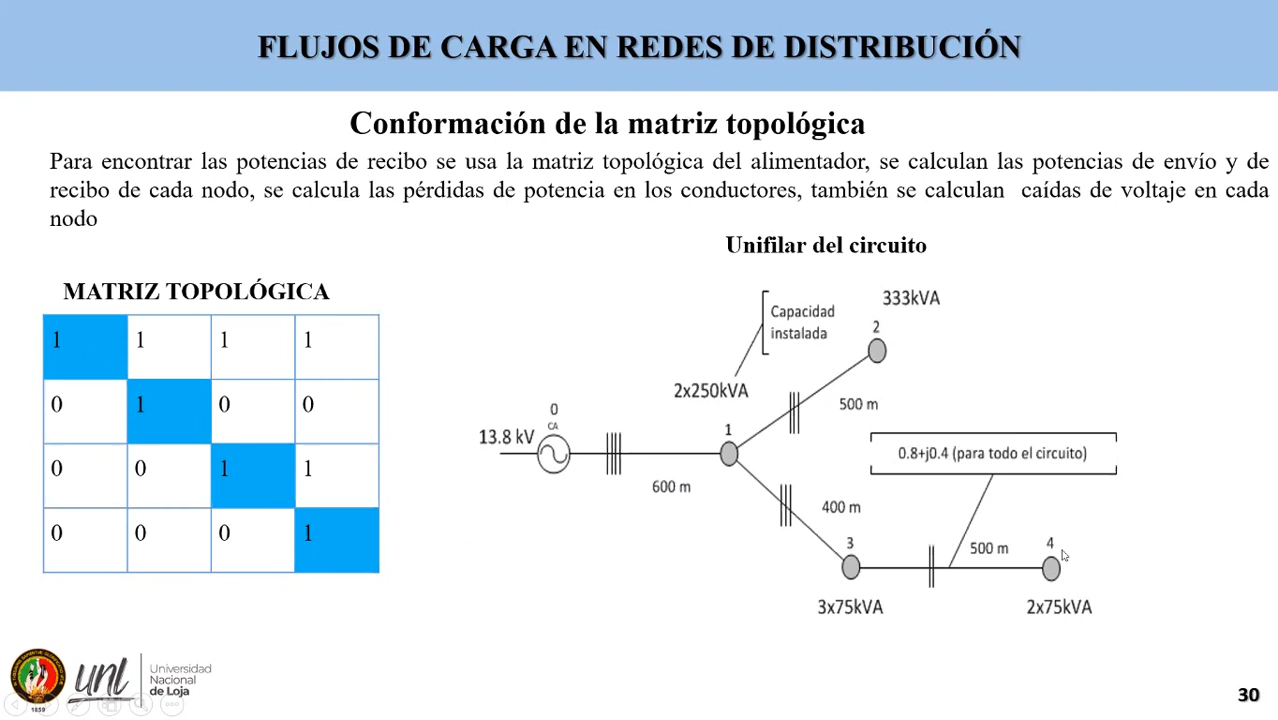 FLUJOS DE CARGA EN REDES DE DISTRIBUCIÓN
Conformación de la matriz topológica
Para encontrar las potencias de recibo se usa la matriz topológica del alimentador, se calculan las potencias de envío y de
recibo de cada nodo, se calcula las pérdidas de potencia en los conductores, también se calculan caídas de voltaje en cada
nodo
Unifilar del circuito
MATRIZ TOPOLÓGICA
1 1 1 1
0 1 0 0
0 0 1 1
0 0 0 1
Capacidad
instalada
333kVA
2
2x250kVA
500 m
0
CA
13.8 kV
1
600 m
0.8+j0.4 (para todo el circuito)
400 m
3
500 m
4
3x75kVA
2x75kVA
1859
unl
Universidad
Nacional
de Loja
30